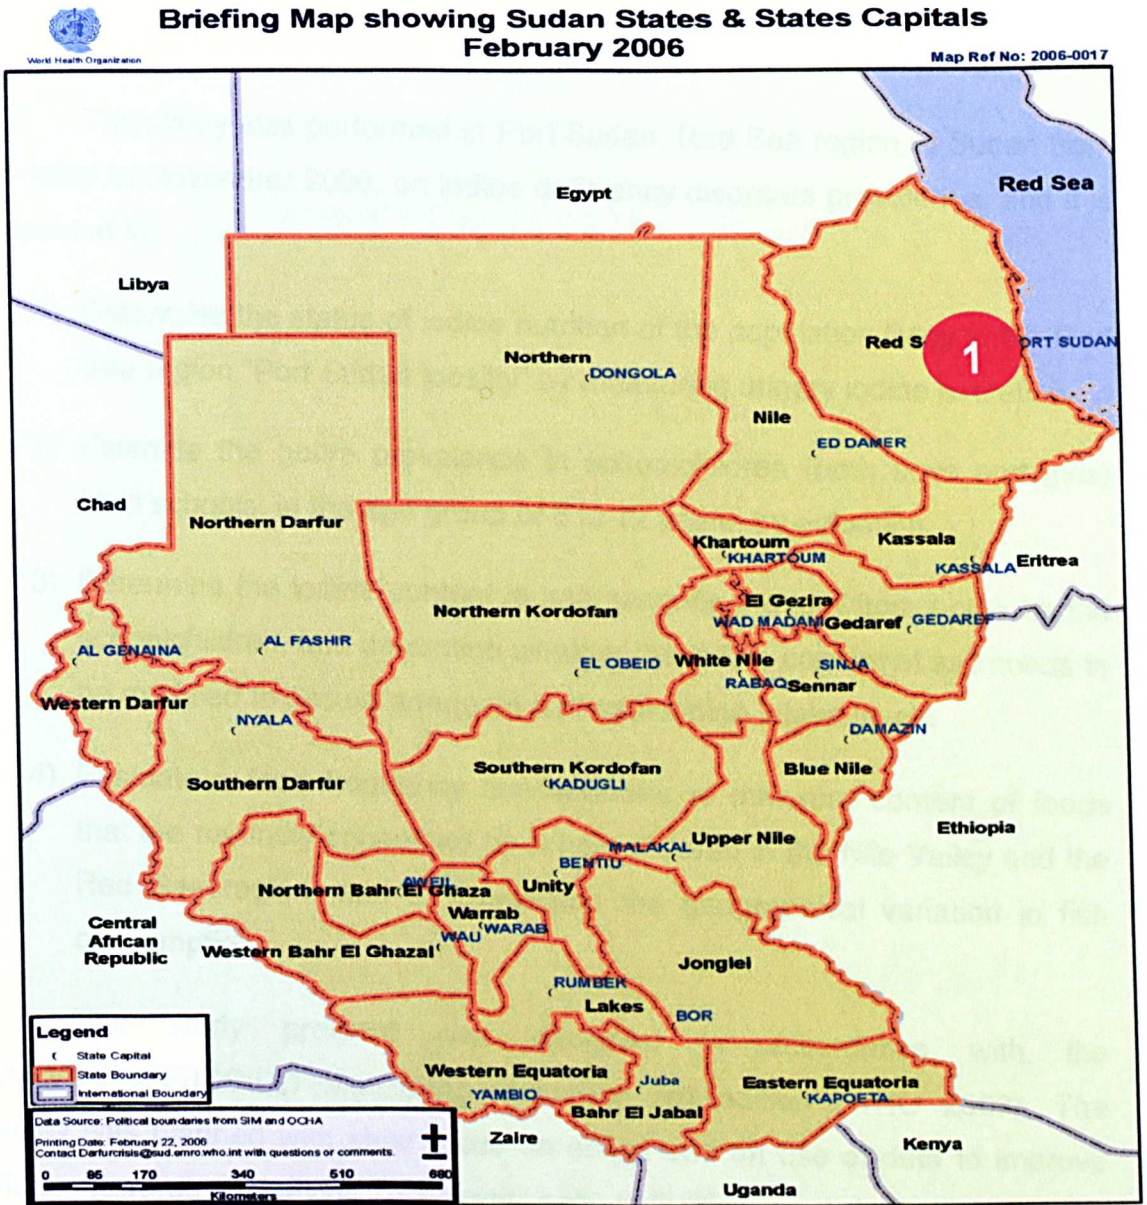 Briefing Map showing Sudan States & States Capitals
February 2006
World Health Organization
Map Ref No: 2006-0017
Red Sea
Egypt
Libya
Red S
1
ORT SUDAN
Northern
DONGOLA
Nile
ED DAMER
Chad
Northern Darfur
Khartoum
KHARTOUM
Kassala
KASSALA
Eritrea
Northern Kordofan
El Gezira
WAD MADANI
Gedaref
GEDAREF
AL GENAINA
AL FASHIR
EL OBEID
White Nile
SINJA
RABAQ
Sennar
Western Darfur
NYALA
DAMAZIN
Southern Darfur
Southern Kordofan
KADUGLI
Blue Nile
Upper Nile
MALAKAL
Ethiopia
BENTIU
Unity
AWEIL
Northern Bahr El Ghaza
Warrab
WARAB
WAU
Central
African
Republic
Western Bahr El Ghazal
Jonglei
RUMBEK
Lakes
BOR
Western Equatoria
YAMBIO
Juba
Bahr El Jabal
Eastern Equatoria
KAPOETA
Zaire
Kenya
Uganda
Legend
State Capital
State Boundary
International Boundary
Data Source: Political boundaries from SIM and OCHA
Printing Date: February 22, 2006
Contact Darfurcrisis@sud.emro.who.int with questions or comments.
0 85 170 340 510 680
Kilometers